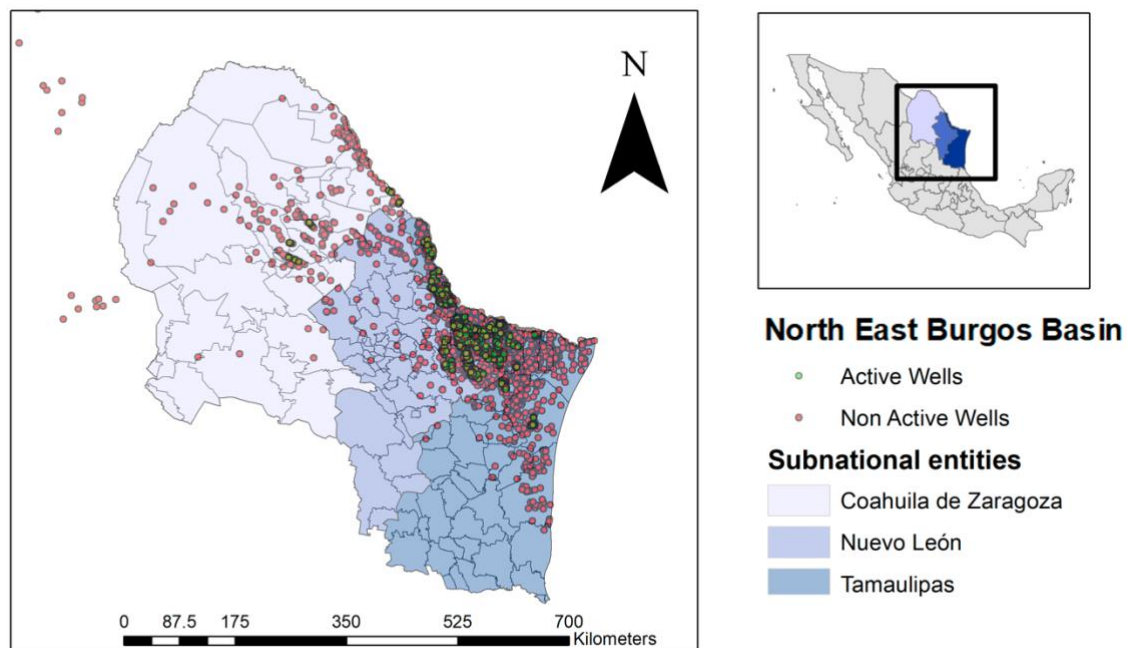 N
0 87.5 175 350 525 700
Kilometers
North East Burgos Basin
Active Wells
Non Active Wells
Subnational entities
Coahuila de Zaragoza
Nuevo León
Tamaulipas